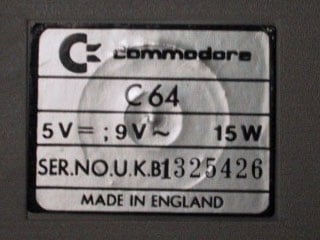 commodore
C64
5V⎓; 9V~ 15W
SER.NO.U.K.B1325426
MADE IN ENGLAND